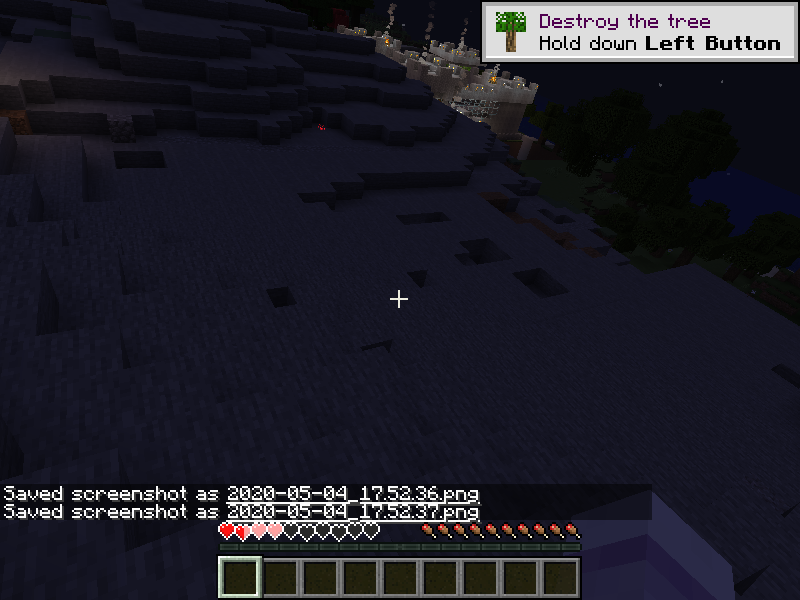 Destroy the tree
Hold down Left Button
Saved screenshot as 2020-05-04_17.52.36.png
Saved screenshot as 2020-05-04_17.52.37.png